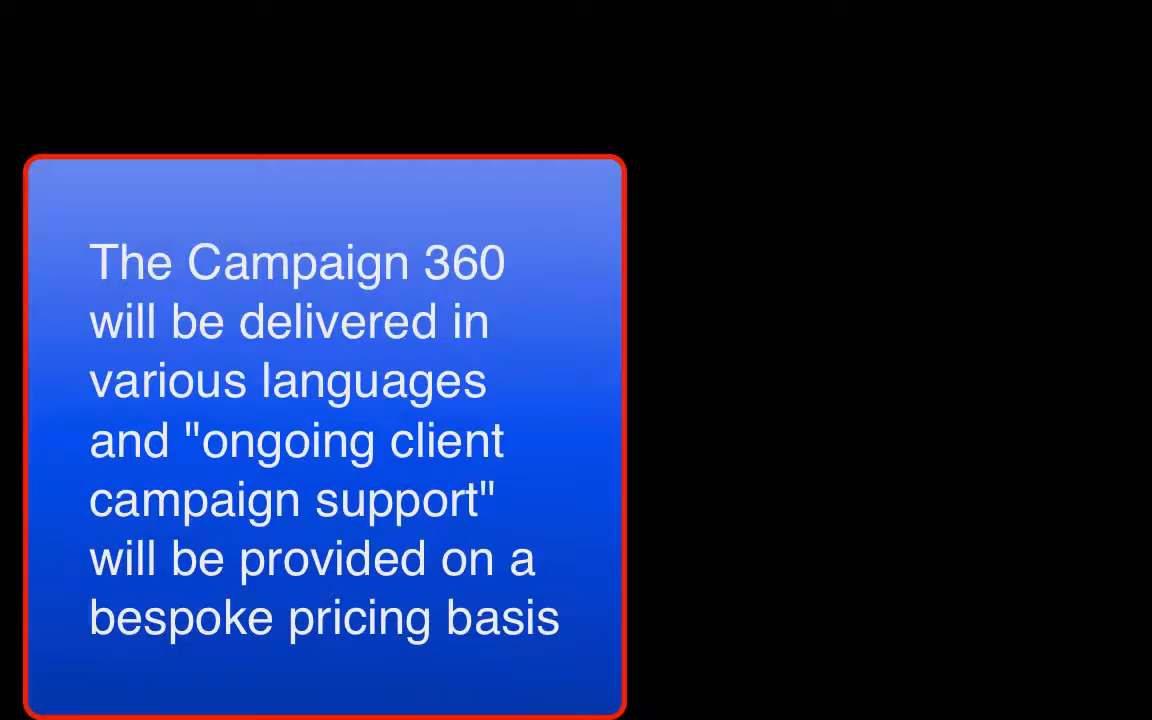 The Campaign 360
will be delivered in
various languages
and "ongoing client
campaign support"
will be provided on a
bespoke pricing basis